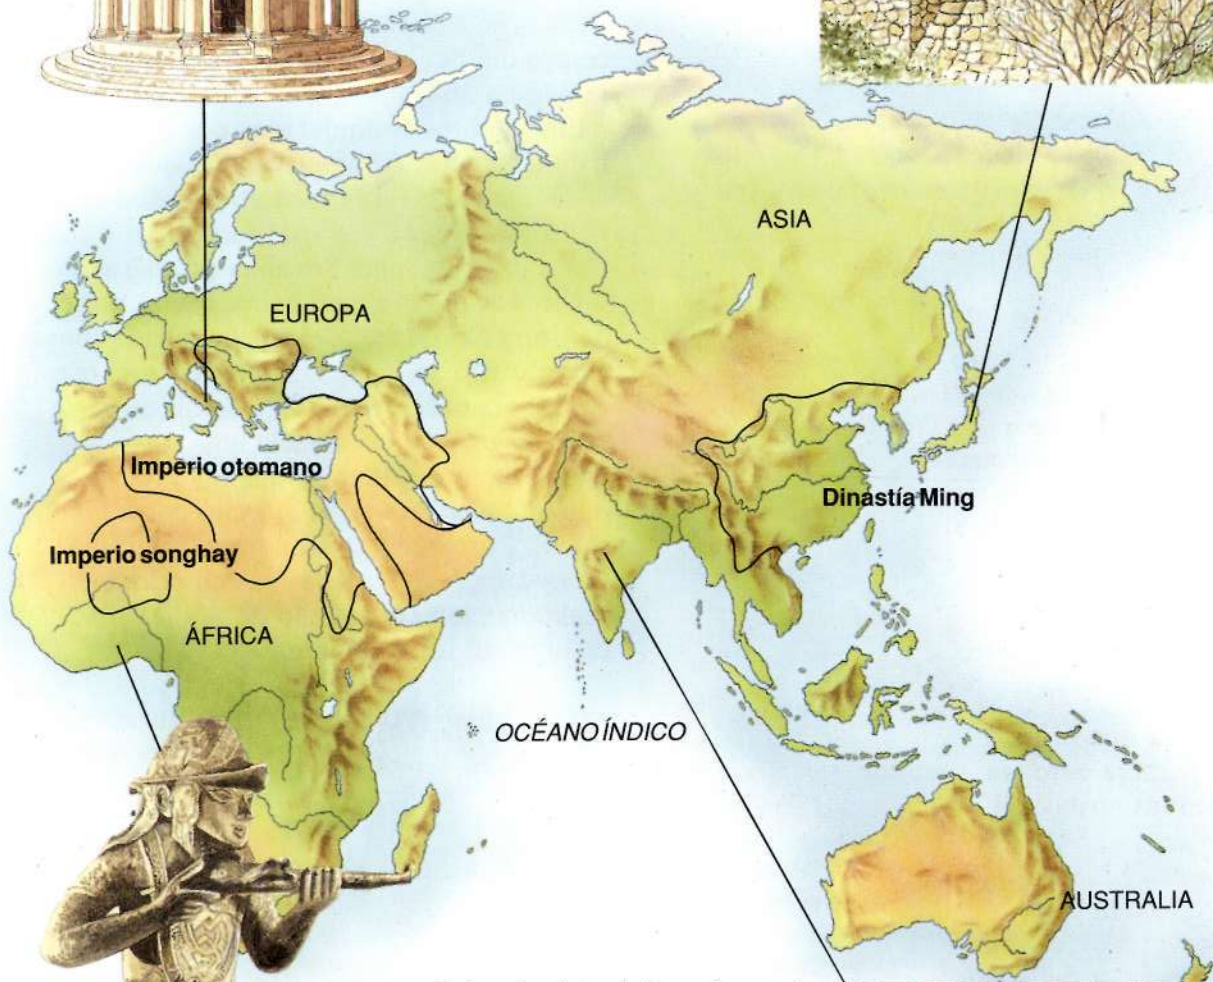 ASIA
EUROPA
Imperio otomano
Dinastía Ming
Imperio songhay
ÁFRICA
OCÉANO ÍNDICO
AUSTRALIA